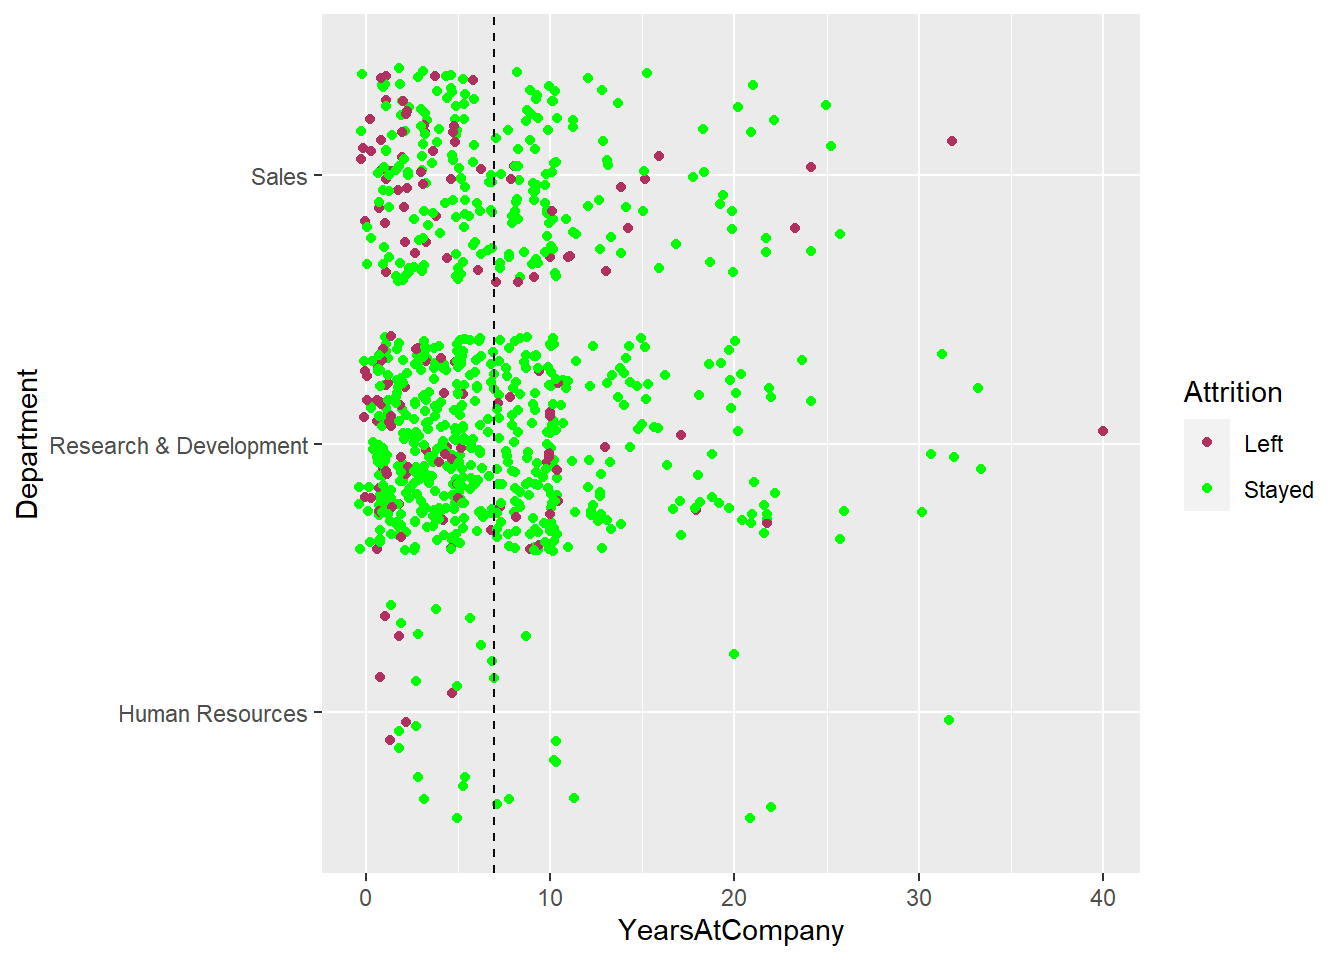 Department
Sales
Research & Development
Human Resources
0 10 20 30 40
YearsAtCompany
Attrition
Left
Stayed